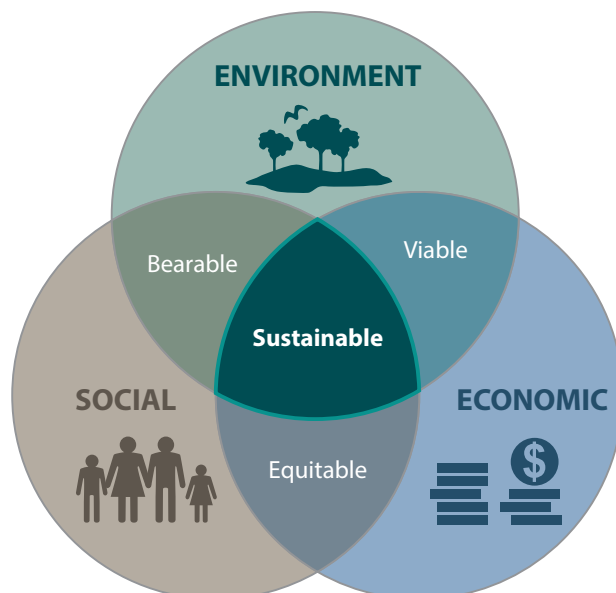 ENVIRONMENT
Bearable
Viable
Sustainable
SOCIAL
ECONOMIC
Equitable
$